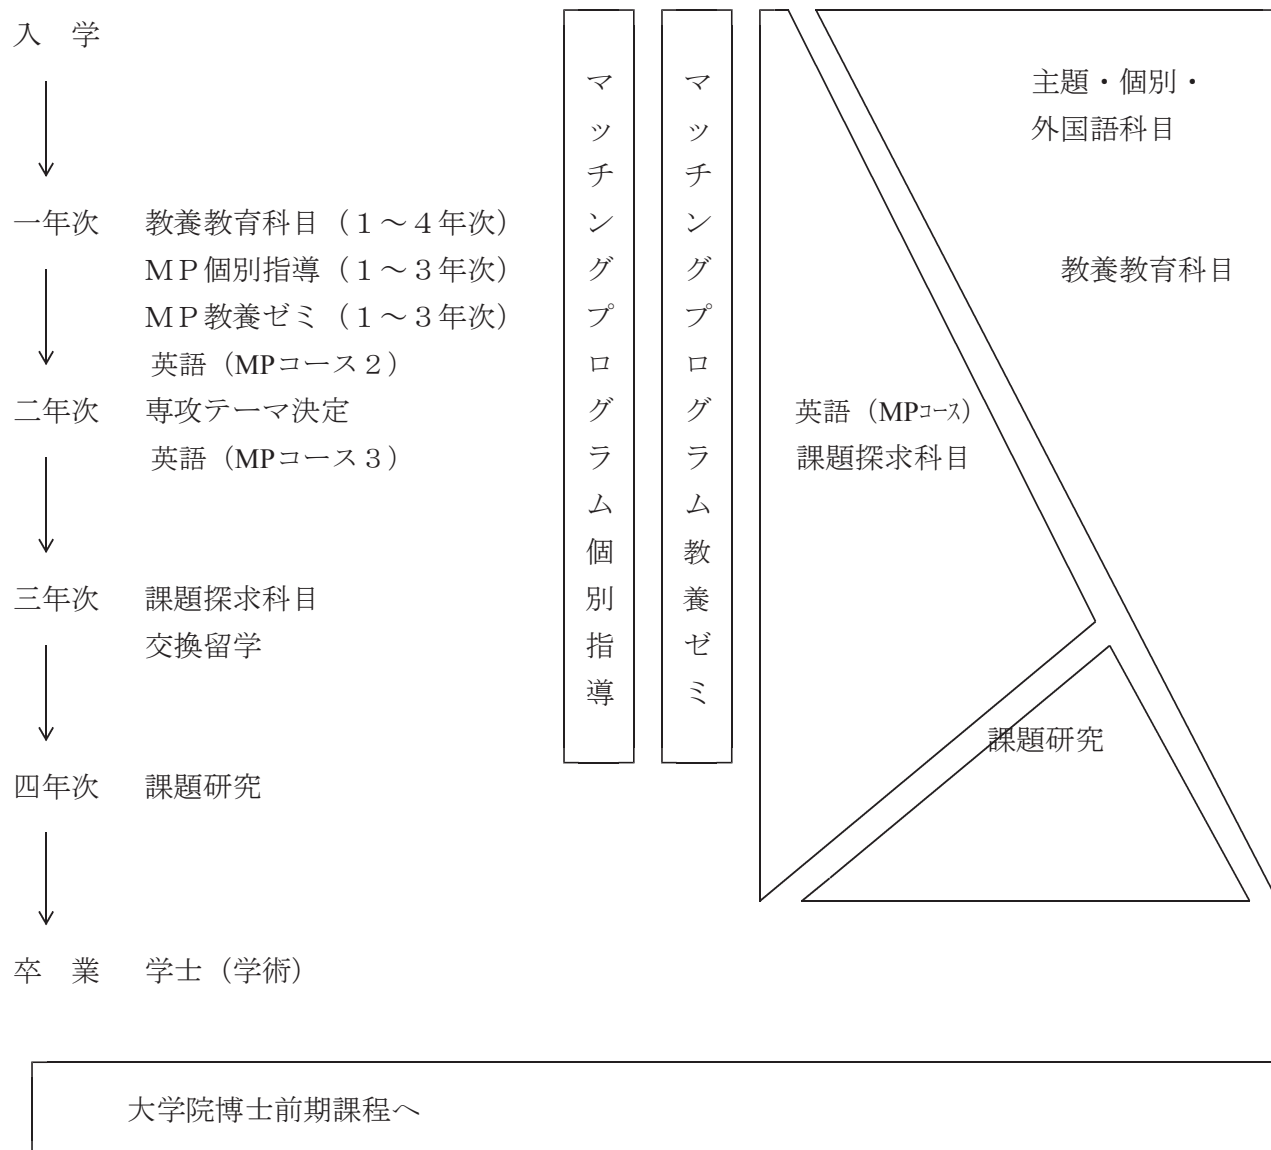 入　学
一年次　教養教育科目（１～４年次）
ＭＰ個別指導（１～３年次）
ＭＰ教養ゼミ（１～３年次）
英語（MPコース２）
二年次　専攻テーマ決定
英語（MPコース３）
三年次　課題探求科目
交換留学
四年次　課題研究
卒　業　学士（学術）
マッチングプログラム個別指導
マッチングプログラム教養ゼミ
英語（MPコース）
課題探求科目
主題・個別・
外国語科目
教養教育科目
課題研究
大学院博士前期課程へ